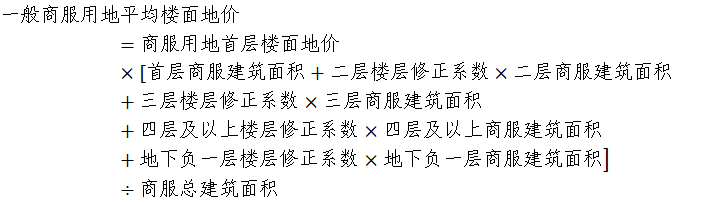 一般商服用地平均楼面地价
= 商服用地首层楼面地价
× [首层商服建筑面积 + 二层楼层修正系数 × 二层商服建筑面积
+ 三层楼层修正系数 × 三层商服建筑面积
+ 四层及以上楼层修正系数 × 四层及以上商服建筑面积
+ 地下负一层楼层修正系数 × 地下负一层商服建筑面积]
÷ 商服总建筑面积